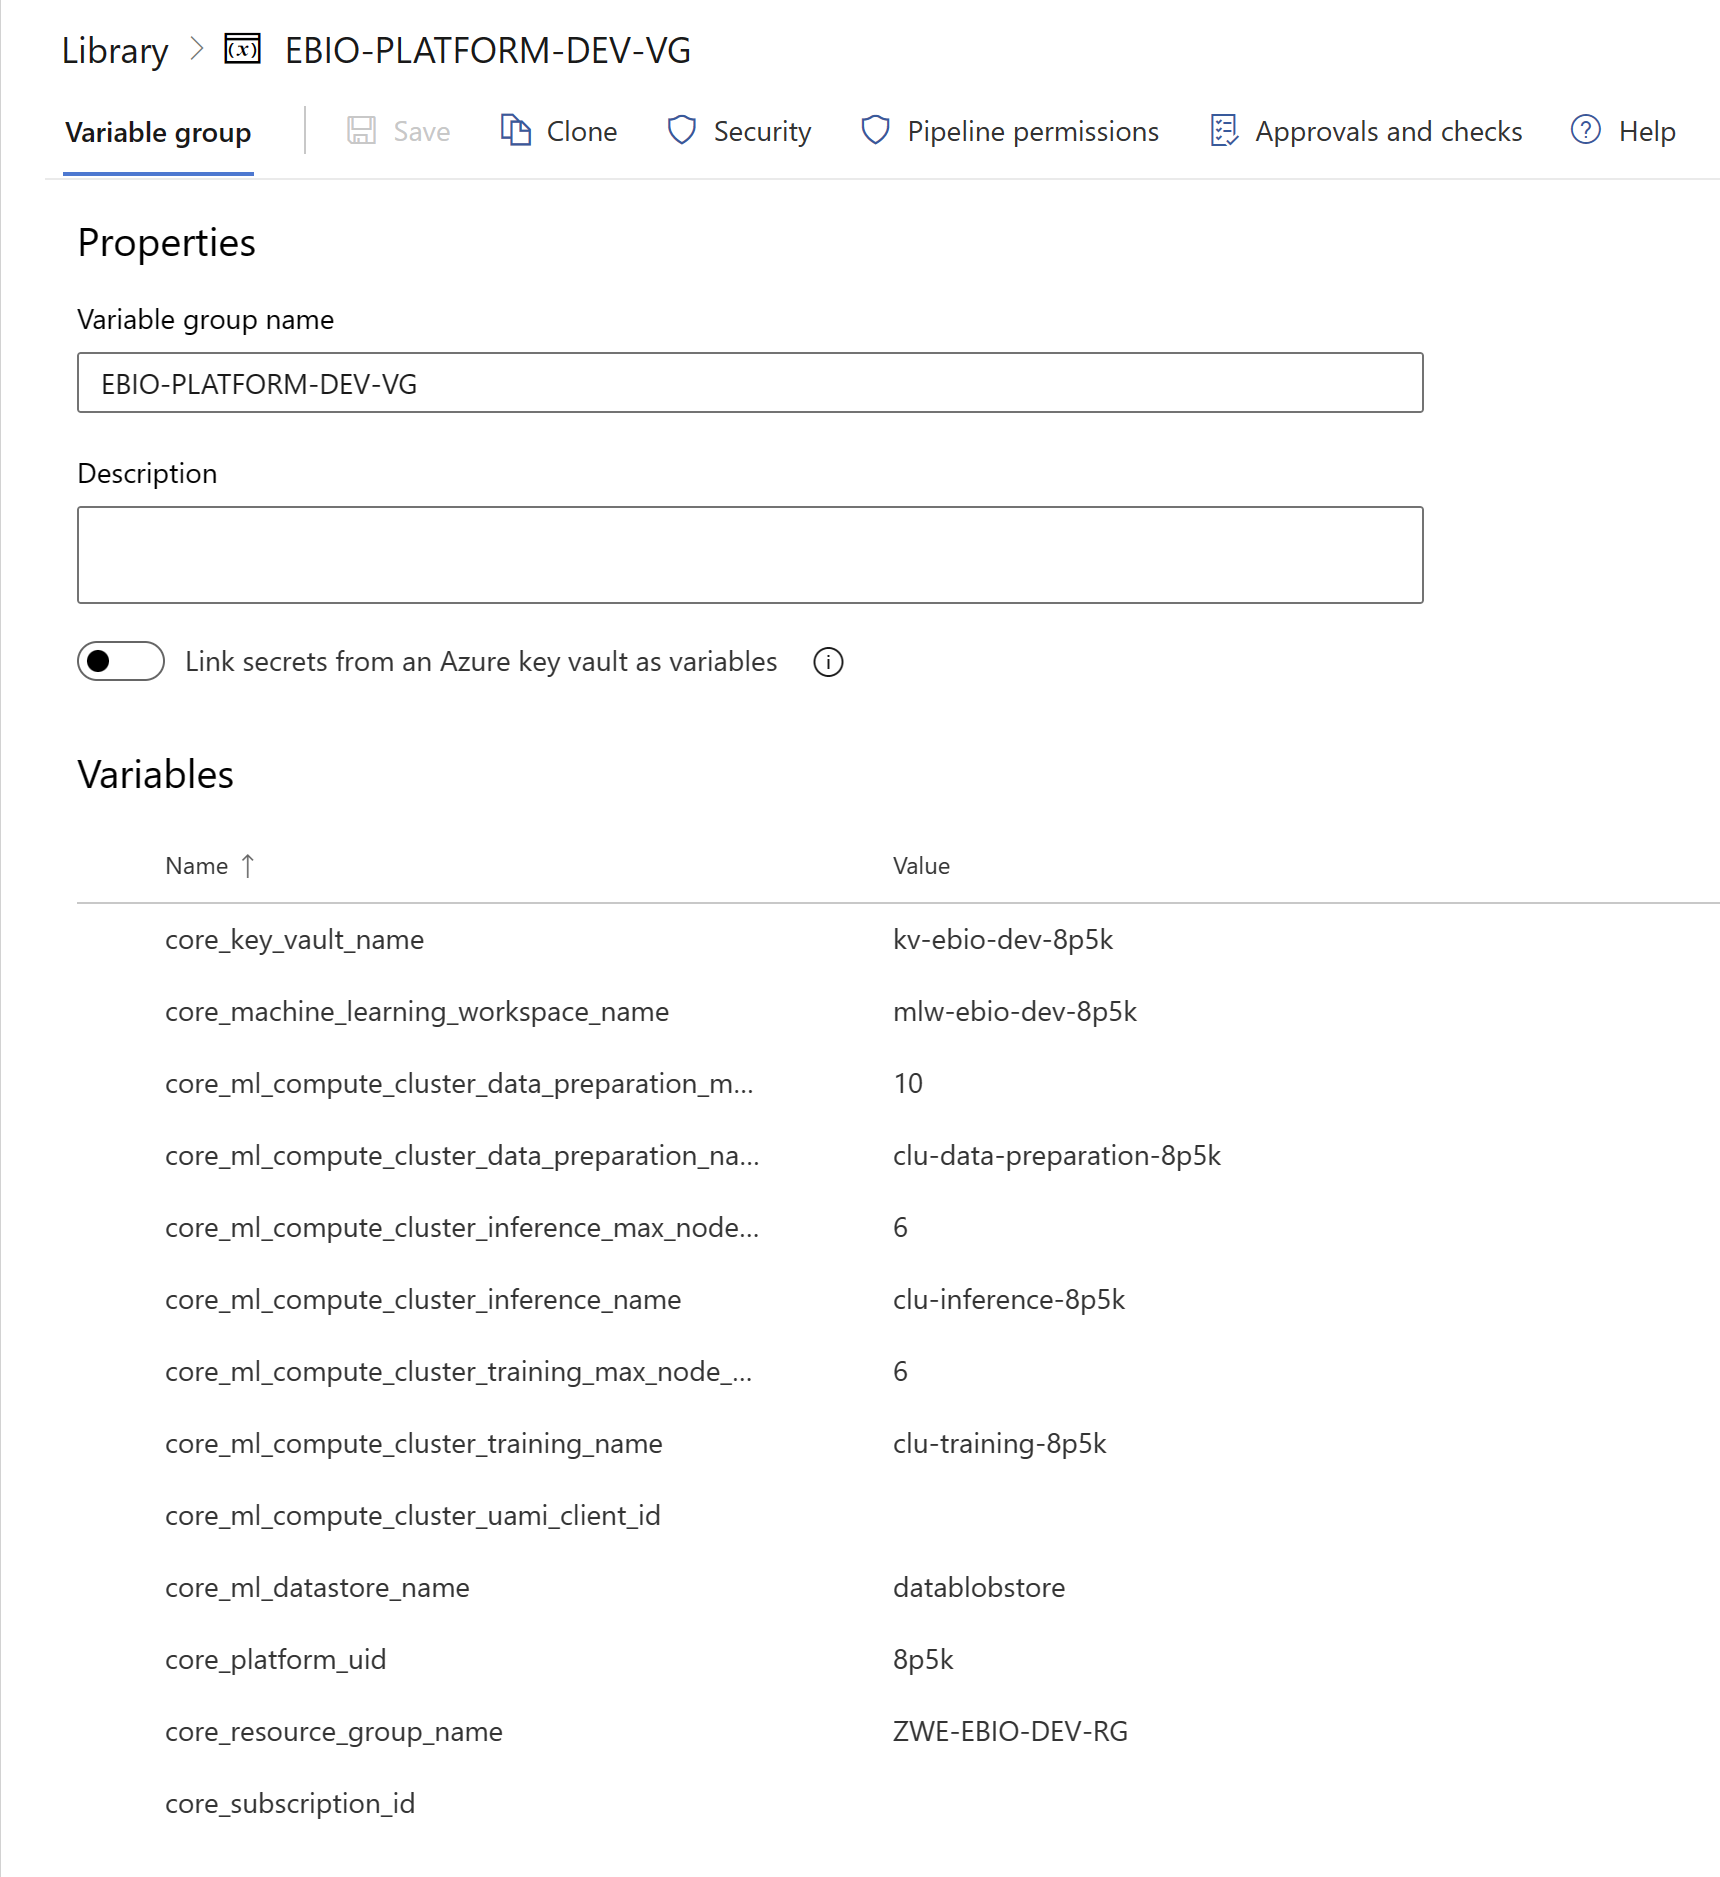 Library > (x) EBIO-PLATFORM-DEV-VG
Variable group Save Clone Security Pipeline permissions Approvals and checks ? Help
Properties
Variable group name
EBIO-PLATFORM-DEV-VG
Description
Link secrets from an Azure key vault as variables i
Variables
Name ↑ Value
core_key_vault_name kv-ebio-dev-8p5k
core_machine_learning_workspace_name mlw-ebio-dev-8p5k
core_ml_compute_cluster_data_preparation_m... 10
core_ml_compute_cluster_data_preparation_na... clu-data-preparation-8p5k
core_ml_compute_cluster_inference_max_node... 6
core_ml_compute_cluster_inference_name clu-inference-8p5k
core_ml_compute_cluster_training_max_node_... 6
core_ml_compute_cluster_training_name clu-training-8p5k
core_ml_compute_cluster_uami_client_id
core_ml_datastore_name datablobstore
core_platform_uid 8p5k
core_resource_group_name ZWE-EBIO-DEV-RG
core_subscription_id